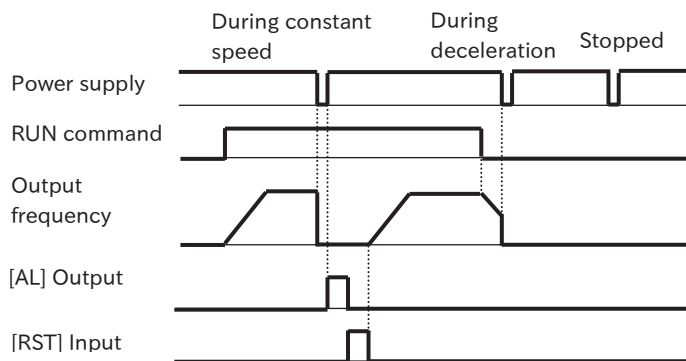 During constant
speed
During
deceleration
Stopped
Power supply
RUN command
Output
frequency
[AL] Output
[RST] Input